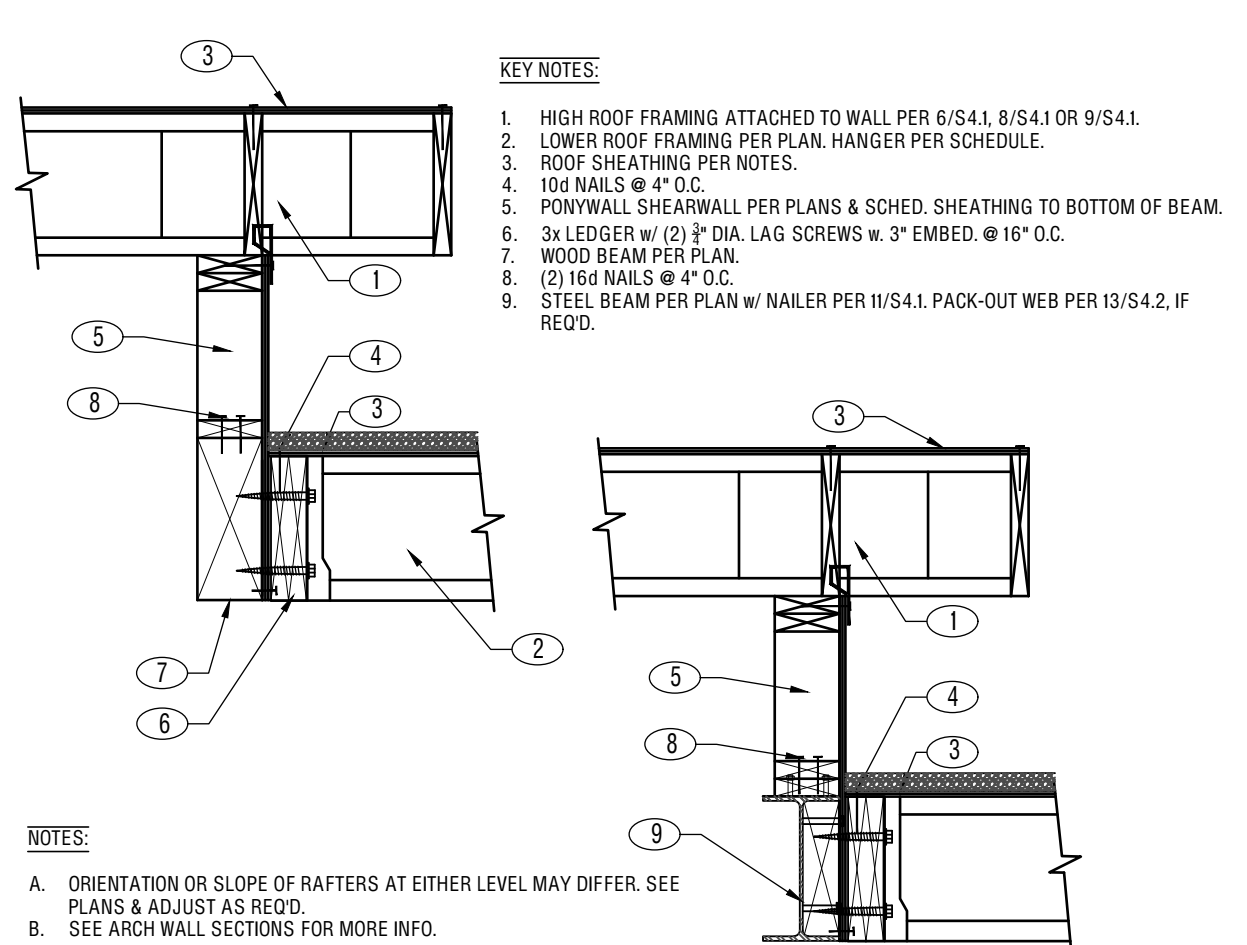 3
KEY NOTES:
1. HIGH ROOF FRAMING ATTACHED TO WALL PER 6/S4.1, 8/S4.1 OR 9/S4.1.
2. LOWER ROOF FRAMING PER PLAN. HANGER PER SCHEDULE.
3. ROOF SHEATHING PER NOTES.
4. 10d NAILS @ 4" O.C.
5. PONYWALL SHEARWALL PER PLANS & SCHED. SHEATHING TO BOTTOM OF BEAM.
6. 3x LEDGER w/ (2) 3/4" DIA. LAG SCREWS w. 3" EMBED. @ 16" O.C.
7. WOOD BEAM PER PLAN.
8. (2) 16d NAILS @ 4" O.C.
9. STEEL BEAM PER PLAN w/ NAILER PER 11/S4.1. PACK-OUT WEB PER 13/S4.2, IF
REQ'D.
1
5
4
8
3
2
7
6
3
1
5
4
8
3
9
NOTES:
A. ORIENTATION OR SLOPE OF RAFTERS AT EITHER LEVEL MAY DIFFER. SEE
PLANS & ADJUST AS REQ'D.
B. SEE ARCH WALL SECTIONS FOR MORE INFO.